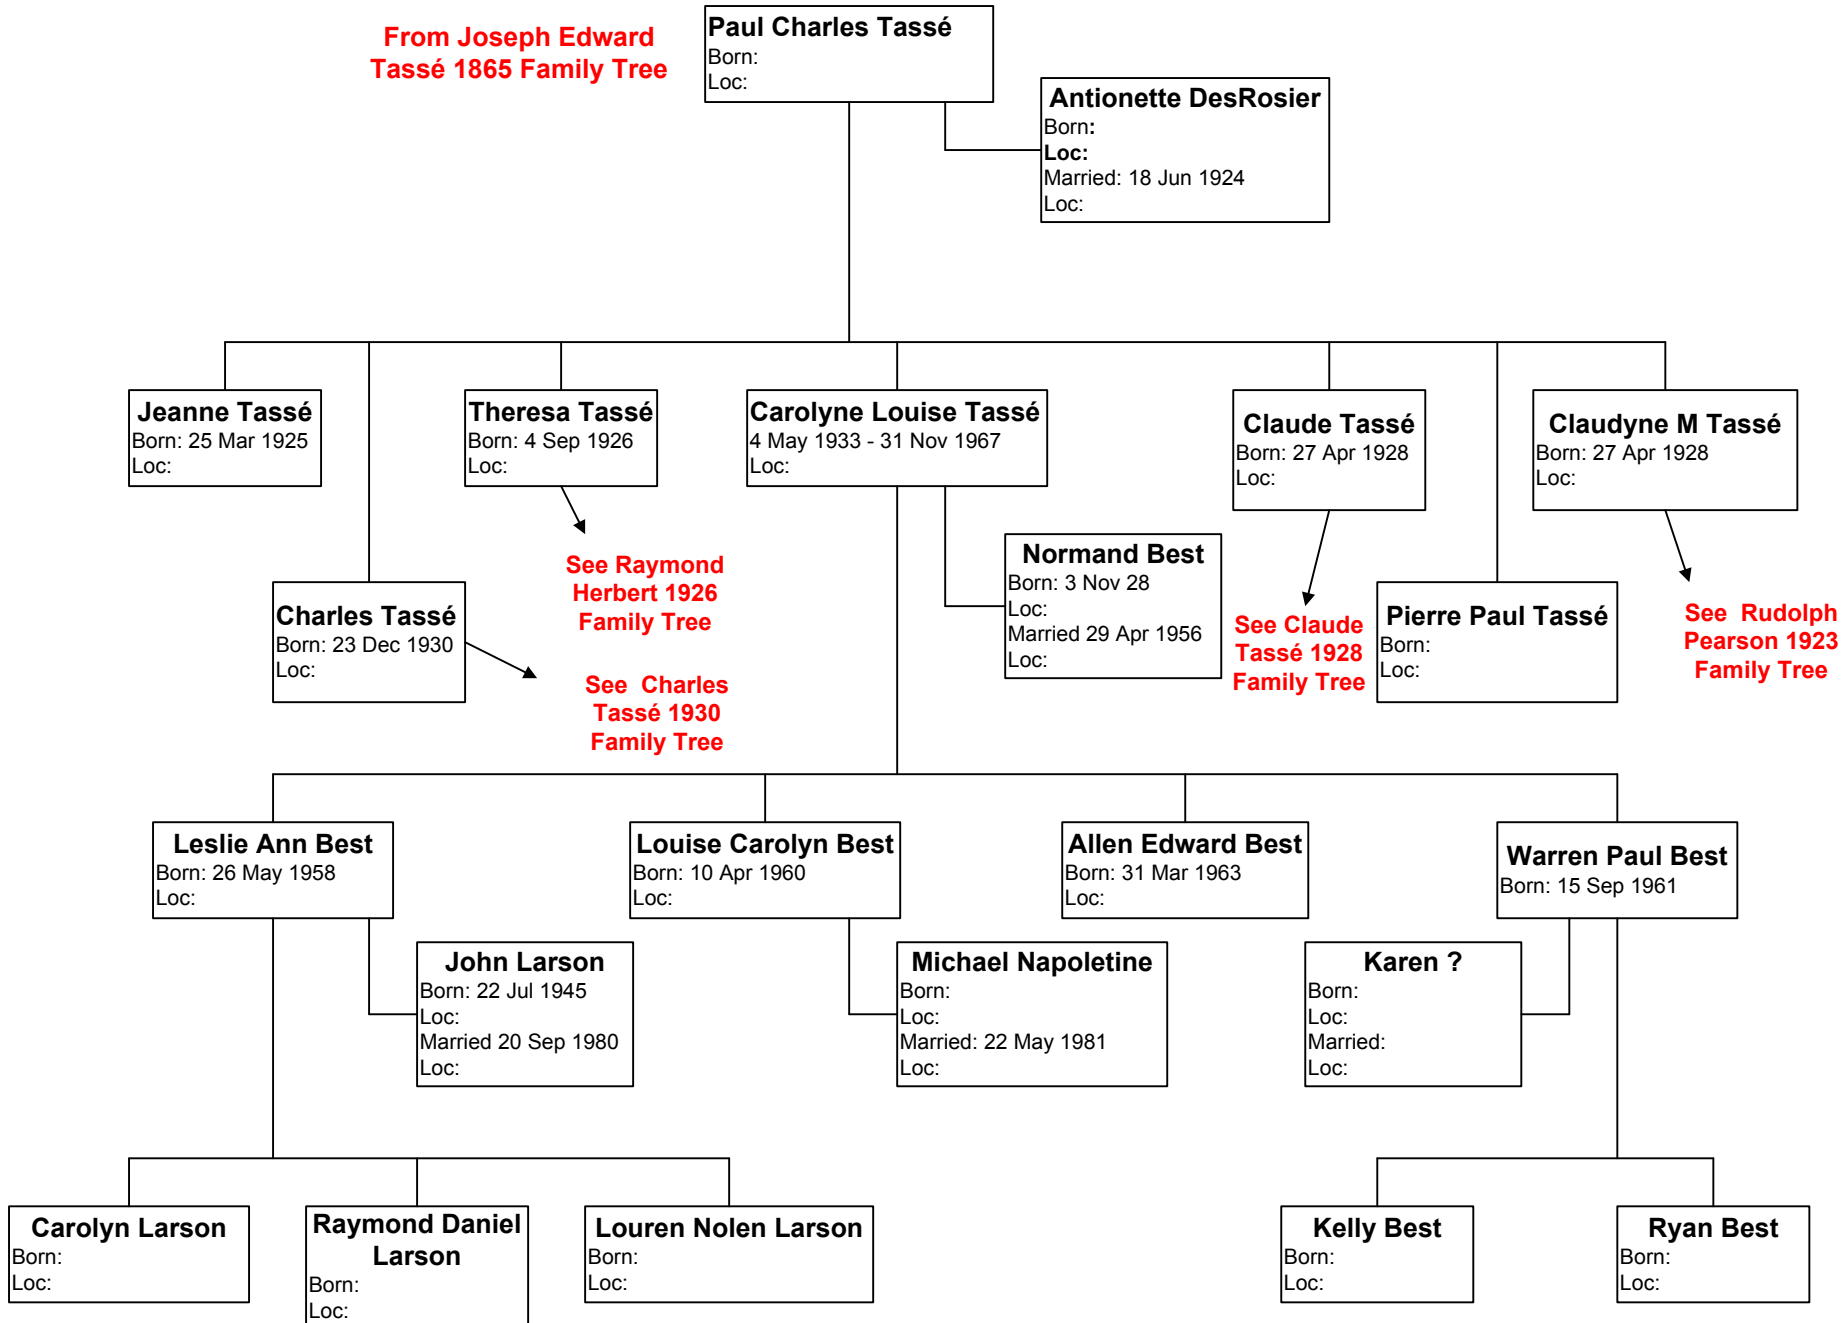 From Joseph Edward
Tassé 1865 Family Tree
Paul Charles Tassé
Born:
Loc:
Antionette DesRosier
Born:
Loc:
Married: 18 Jun 1924
Loc:
Jeanne Tassé
Born: 25 Mar 1925
Loc:
Theresa Tassé
Born: 4 Sep 1926
Loc:
Carolyne Louise Tassé
4 May 1933 - 31 Nov 1967
Loc:
Claude Tassé
Born: 27 Apr 1928
Loc:
Claudyne M Tassé
Born: 27 Apr 1928
Loc:
See Raymond
Herbert 1926
Family Tree
Normand Best
Born: 3 Nov 28
Loc:
Married 29 Apr 1956
Loc:
Charles Tassé
Born: 23 Dec 1930
Loc:
See Claude
Tassé 1928
Family Tree
Pierre Paul Tassé
Born:
Loc:
See  Rudolph
Pearson 1923
Family Tree
See  Charles
Tassé 1930
Family Tree
Leslie Ann Best
Born: 26 May 1958
Loc:
Louise Carolyn Best
Born: 10 Apr 1960
Loc:
Allen Edward Best
Born: 31 Mar 1963
Loc:
Warren Paul Best
Born: 15 Sep 1961
John Larson
Born: 22 Jul 1945
Loc:
Married 20 Sep 1980
Loc:
Michael Napoletine
Born:
Loc:
Married: 22 May 1981
Loc:
Karen ?
Born:
Loc:
Married:
Loc:
Carolyn Larson
Born:
Loc:
Raymond Daniel
Larson
Born:
Loc:
Louren Nolen Larson
Born:
Loc:
Kelly Best
Born:
Loc:
Ryan Best
Born:
Loc: